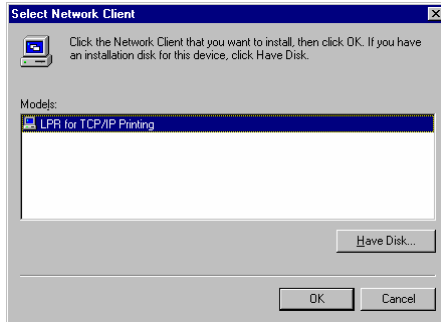 Select Network Client
Click the Network Client that you want to install, then click OK. If you have
an installation disk for this device, click Have Disk.
Models:
LPR for TCP/IP Printing
Have Disk...
OK Cancel